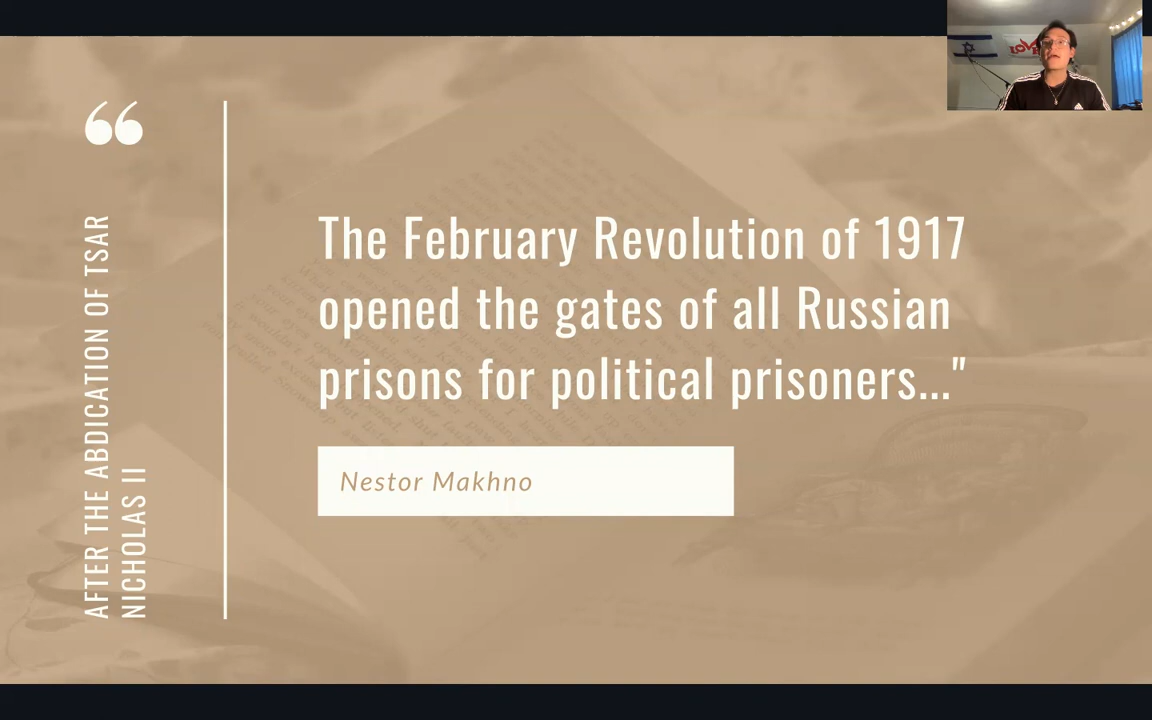 “
AFTER THE ABDICATION OF TSAR
NICHOLAS II
The February Revolution of 1917
opened the gates of all Russian
prisons for political prisoners..."
Nestor Makhno